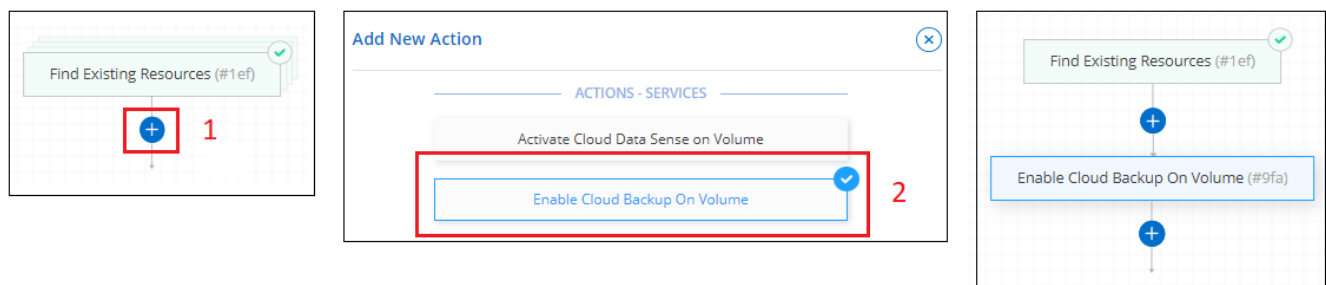 Find Existing Resources (#1ef)
1
Add New Action
ACTIONS - SERVICES
Activate Cloud Data Sense on Volume
Enable Cloud Backup On Volume
2
Find Existing Resources (#1ef)
Enable Cloud Backup On Volume (#9fa)